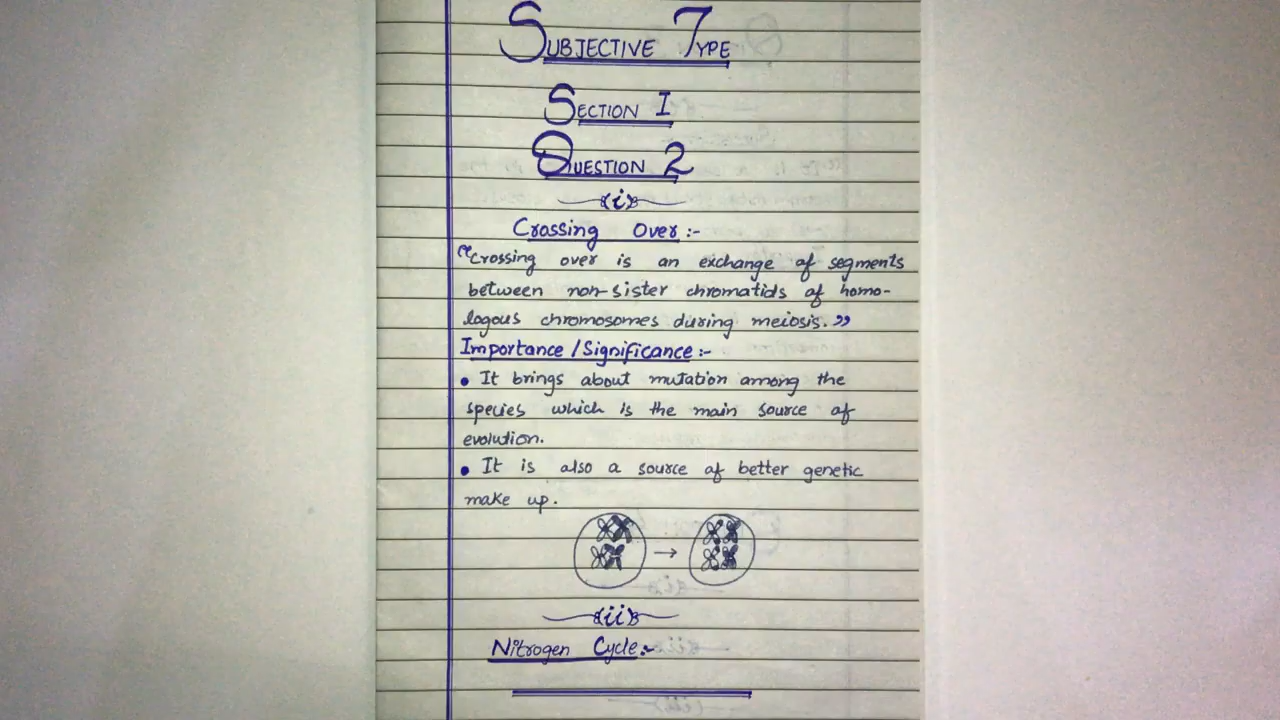 SUBJECTIVE TYPE
SECTION I
QUESTION 2
(i)
Crossing Over :-
"Crossing over is an exchange of segments
between non-sister chromatids of homo-
logous chromosomes during meiosis."
Importance / Significance :-
• It brings about mutation among the
species which is the main source of
evolution.
• It is also a source of better genetic
make up.
→
(ii)
Nitrogen Cycle :-